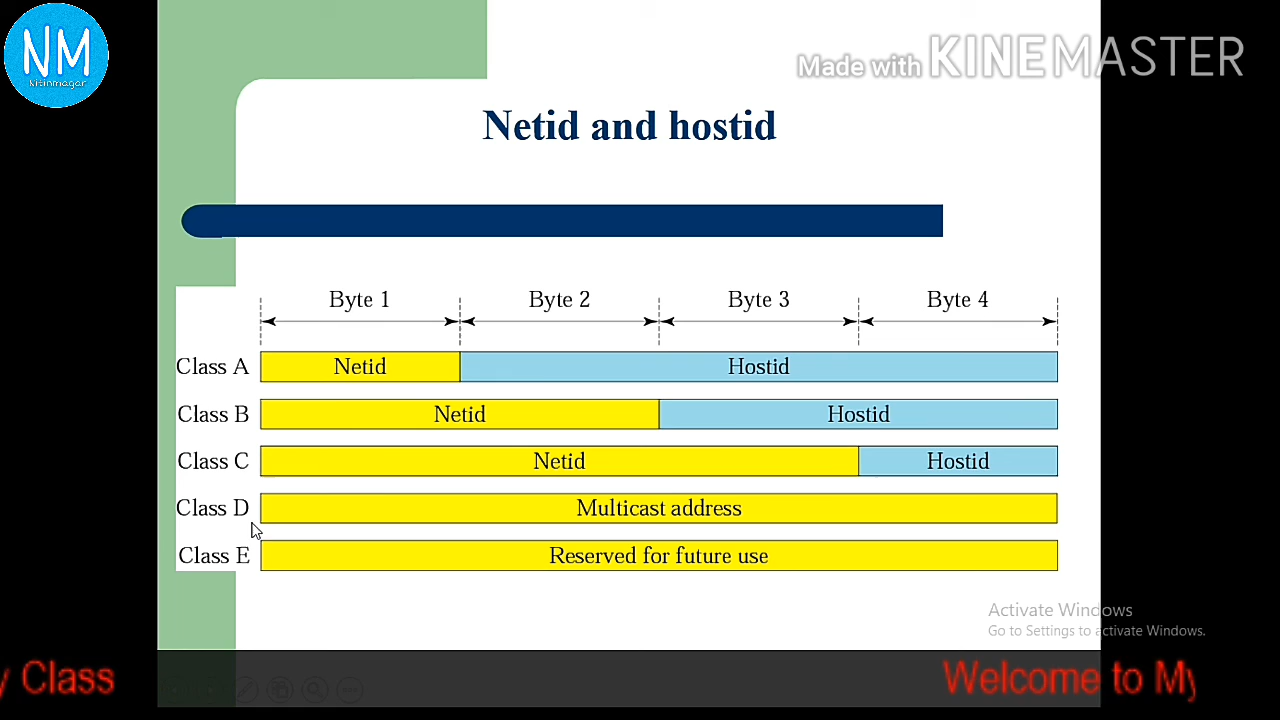 NM
Nitinmagar
Made with KINEMASTER
Netid and hostid
Byte 1 Byte 2 Byte 3 Byte 4
Class A Netid Hostid
Class B Netid Hostid
Class C Netid Hostid
Class D Multicast address
Class E Reserved for future use
Activate Windows
Go to Settings to activate Windows.
y Class Welcome to My